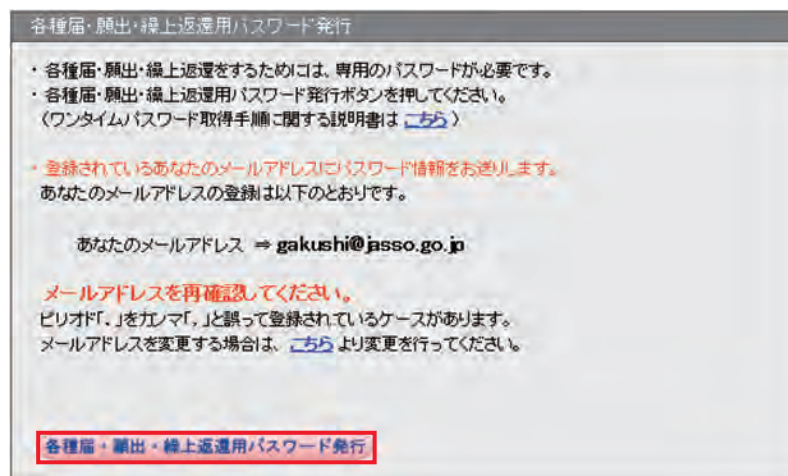 各種届・願出・繰上返還用パスワード発行
・ 各種届・願出・繰上返還をするためには、専用のパスワードが必要です。
・ 各種届・願出・繰上返還用パスワード発行ボタンを押してください。
（ワンタイムパスワード取得手順に関する説明書は こちら ）
・ 登録されているあなたのメールアドレスにパスワード情報をお送りします。
あなたのメールアドレスの登録は以下のとおりです。
あなたのメールアドレス ⇒ gakushi@jasso.go.jp
メールアドレスを再確認してください。
ピリオド「．」をカンマ「，」と誤って登録されているケースがあります。
メールアドレスを変更する場合は、 こちら より変更を行ってください。
各種届・願出・繰上返還用パスワード発行